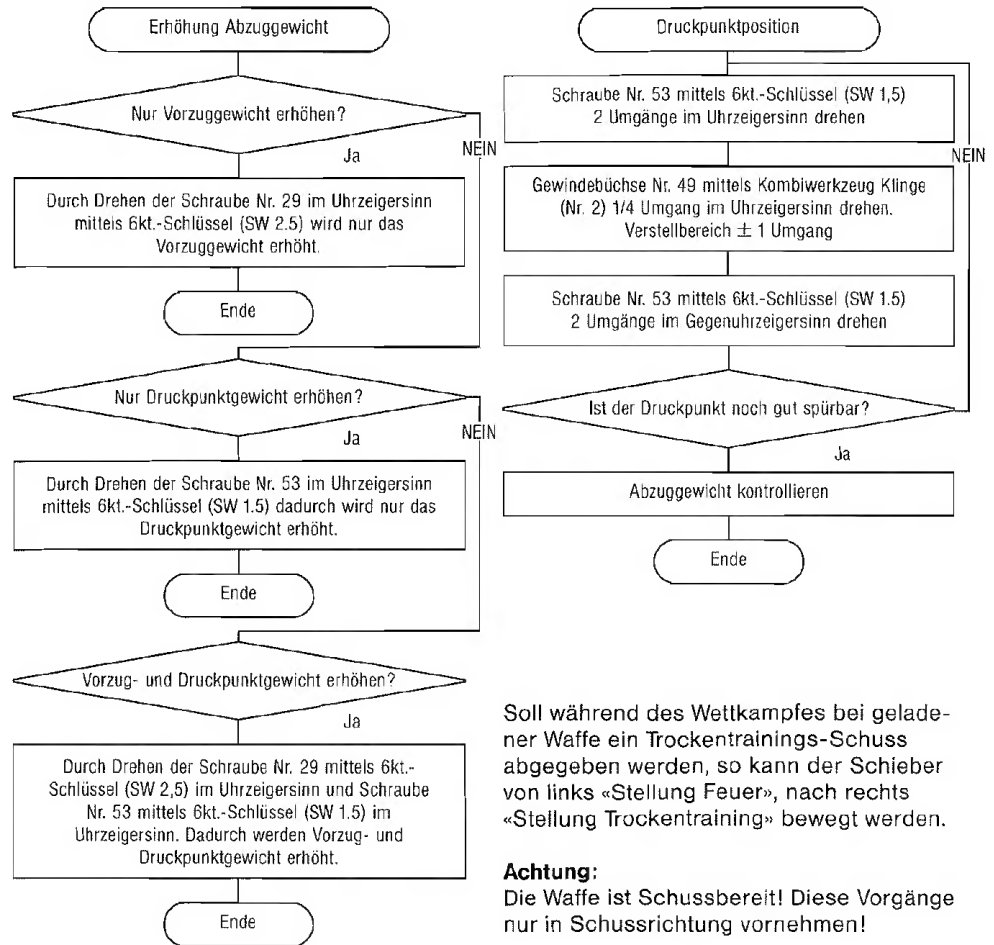 Erhöhung Abzuggewicht
Nur Vorzuggewicht erhöhen?
NEIN
Ja
Durch Drehen der Schraube Nr. 29 im Uhrzeigersinn
mittels 6kt.-Schlüssel (SW 2.5) wird nur das
Vorzuggewicht erhöht.
Ende
Nur Druckpunktgewicht erhöhen?
NEIN
Ja
Durch Drehen der Schraube Nr. 53 im Uhrzeigersinn
mittels 6kt.-Schlüssel (SW 1.5) dadurch wird nur das
Druckpunktgewicht erhöht.
Ende
Vorzug- und Druckpunktgewicht erhöhen?
Ja
Durch Drehen der Schraube Nr. 29 mittels 6kt.-
Schlüssel (SW 2,5) im Uhrzeigersinn und Schraube
Nr. 53 mittels 6kt.-Schlüssel (SW 1.5) im
Uhrzeigersinn. Dadurch werden Vorzug- und
Druckpunktgewicht erhöht.
Ende
Druckpunktposition
Schraube Nr. 53 mittels 6kt.-Schlüssel (SW 1,5)
2 Umgänge im Uhrzeigersinn drehen
NEIN
Gewindebüchse Nr. 49 mittels Kombiwerkzeug Klinge
(Nr. 2) 1/4 Umgang im Uhrzeigersinn drehen.
Verstellbereich ± 1 Umgang
Schraube Nr. 53 mittels 6kt.-Schlüssel (SW 1.5)
2 Umgänge im Gegenuhrzeigersinn drehen
Ist der Druckpunkt noch gut spürbar?
Ja
Abzuggewicht kontrollieren
Ende
Soll während des Wettkampfes bei gelade-
ner Waffe ein Trockentrainings-Schuss
abgegeben werden, so kann der Schieber
von links «Stellung Feuer», nach rechts
«Stellung Trockentraining» bewegt werden.
Achtung:
Die Waffe ist Schussbereit! Diese Vorgänge
nur in Schussrichtung vornehmen!